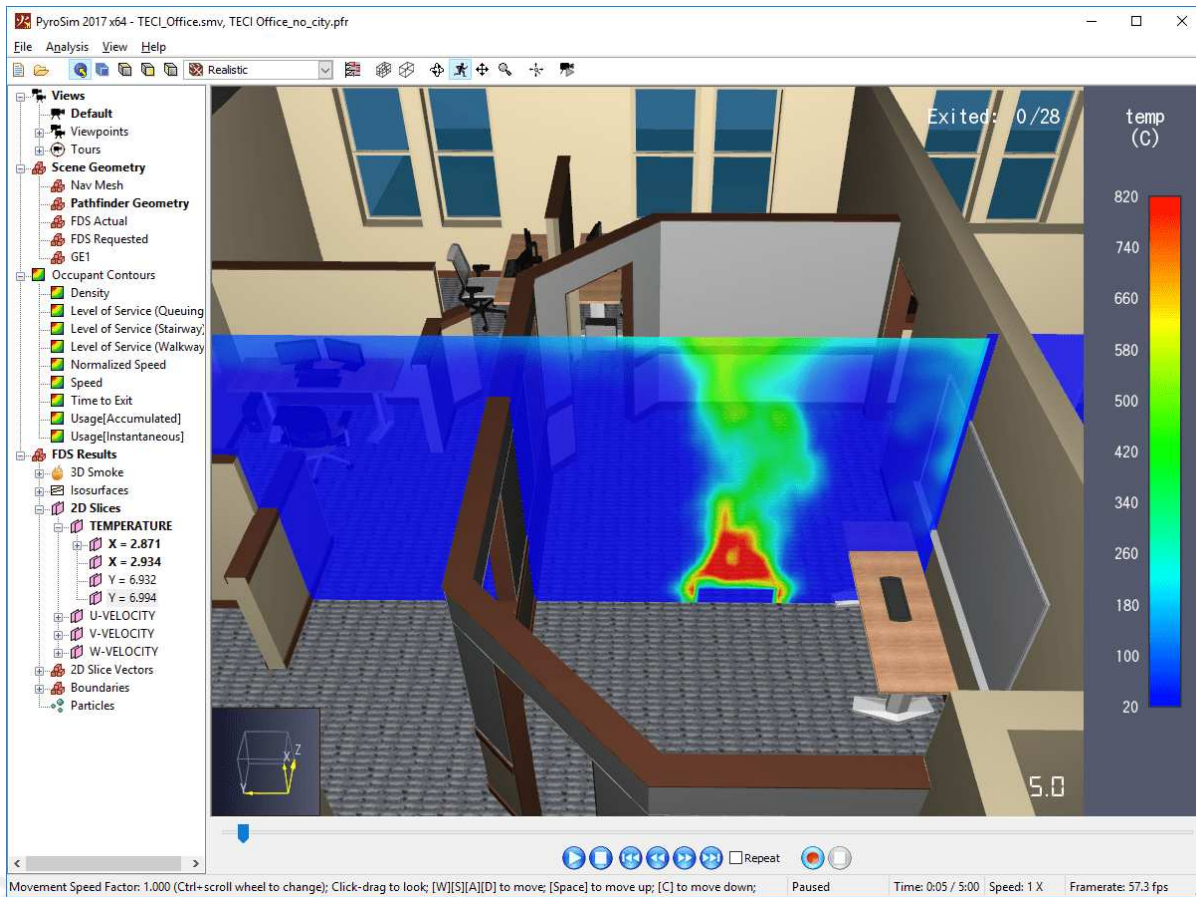 PyroSim 2017 x64 - TECI_Office.smv, TECI Office_no_city.pfr
File Analysis View Help
Realistic
Views
Default
Viewpoints
Tours
Scene Geometry
Nav Mesh
Pathfinder Geometry
FDS Actual
FDS Requested
GE1
Occupant Contours
Density
Level of Service (Queuing
Level of Service (Stairway)
Level of Service (Walkway
Normalized Speed
Speed
Time to Exit
Usage[Accumulated]
Usage[Instantaneous]
FDS Results
3D Smoke
Isosurfaces
2D Slices
TEMPERATURE
X = 2.871
X = 2.934
Y = 6.932
Y = 6.994
U-VELOCITY
V-VELOCITY
W-VELOCITY
2D Slice Vectors
Boundaries
Particles
Exited: 0/28
temp
(C)
820
740
660
580
500
420
340
260
180
100
20
X Z
Y
5.0
Repeat
Movement Speed Factor: 1.000 (Ctrl+scroll wheel to change); Click-drag to look; [W][S][A][D] to move; [Space] to move up; [C] to move down; Paused Time: 0:05 / 5:00 Speed: 1 X Framerate: 57.3 fps